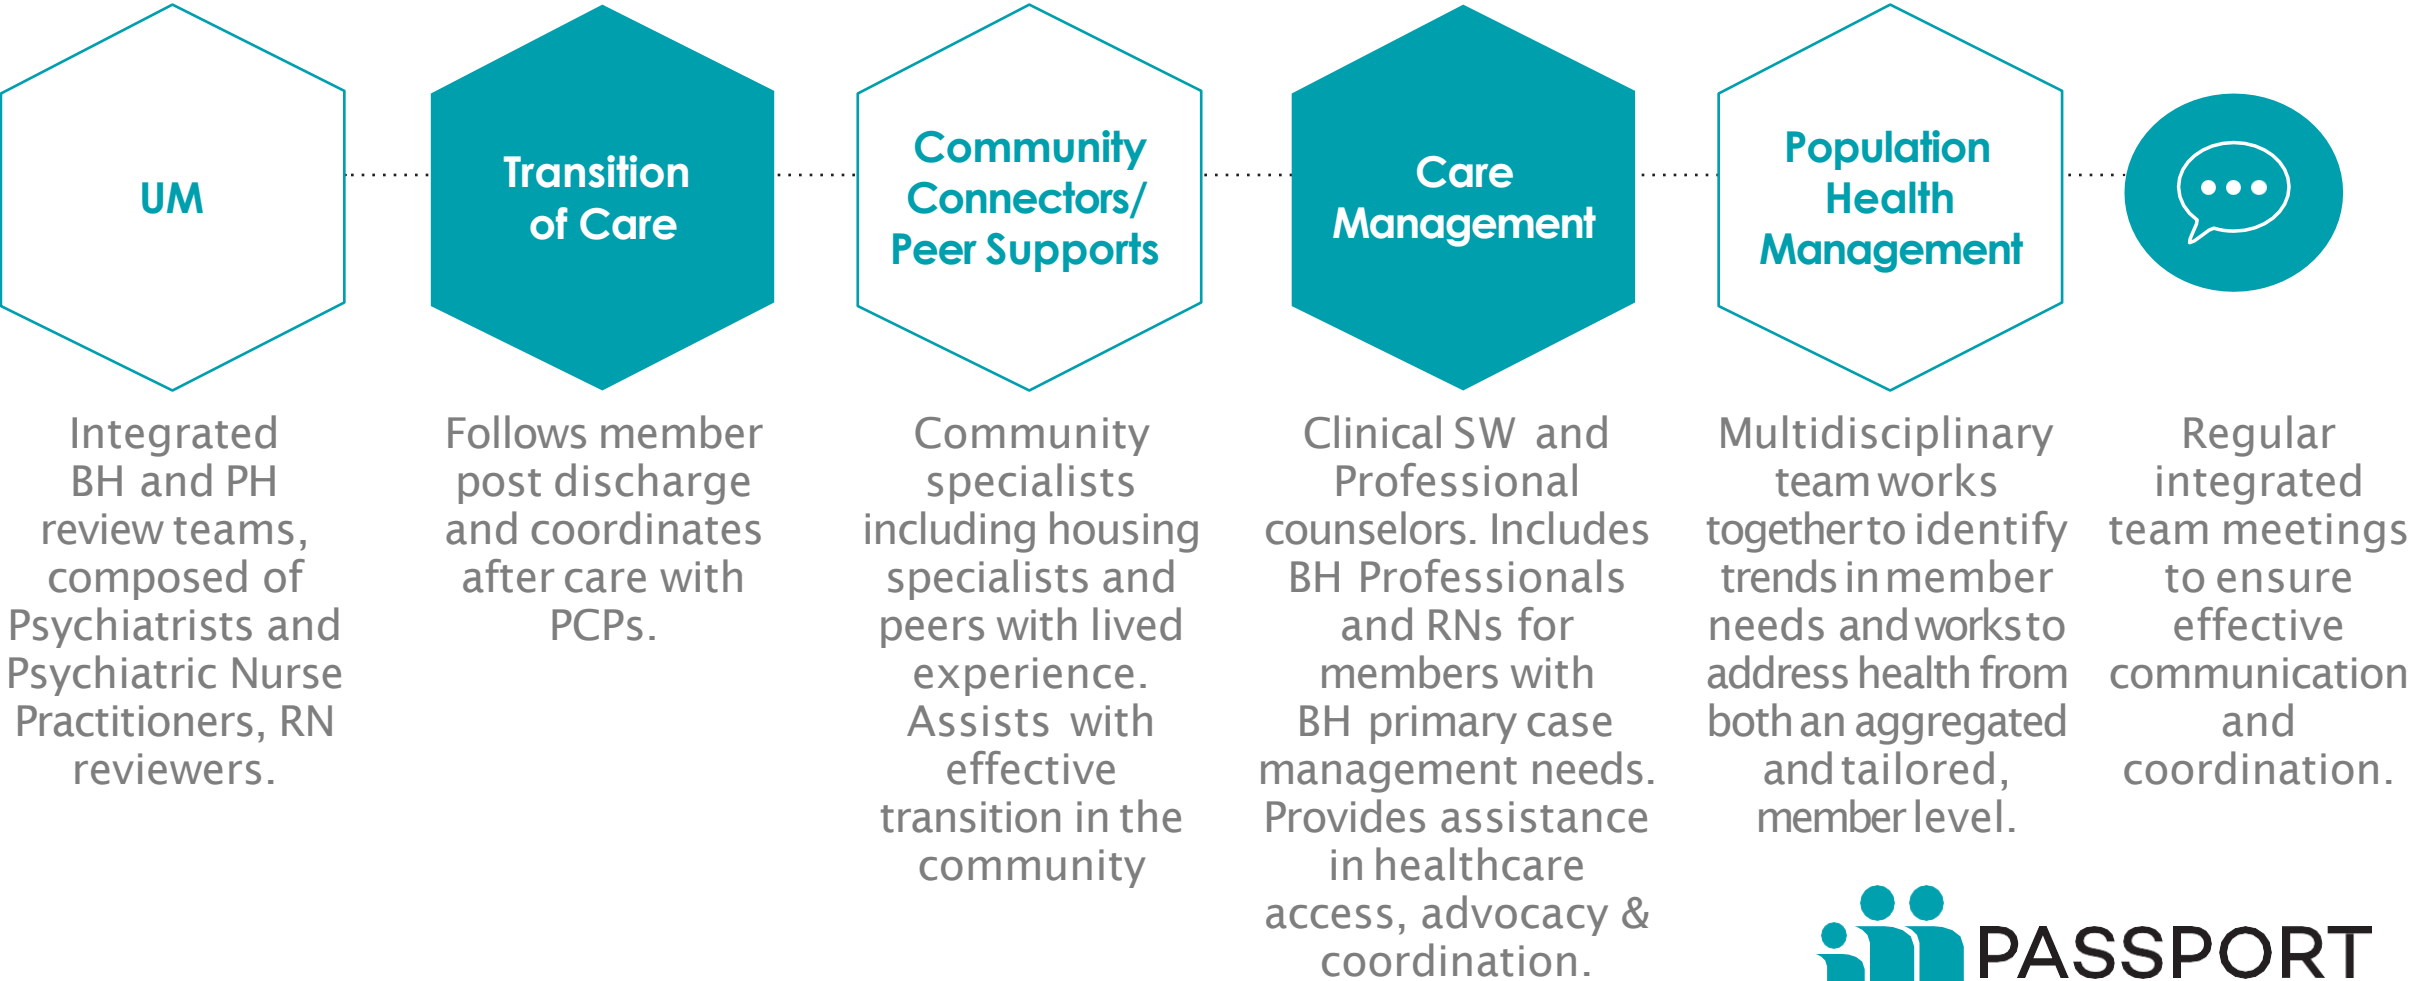 UM
Integrated
BH and PH
review teams,
composed of
Psychiatrists and
Psychiatric Nurse
Practitioners, RN
reviewers.
Transition
of Care
Follows member
post discharge
and coordinates
after care with
PCPs.
Community
Connectors/
Peer Supports
Community
specialists
including housing
specialists and
peers with lived
experience.
Assists with
effective
transition in the
community
Care
Management
Clinical SW and
Professional
counselors. Includes
BH Professionals
and RNs for
members with
BH primary case
management needs.
Provides assistance
in healthcare
access, advocacy &
coordination.
Population
Health
Management
Multidisciplinary
team works
together to identify
trends in member
needs and works to
address health from
both an aggregated
and tailored,
member level.
Regular
integrated
team meetings
to ensure
effective
communication
and
coordination.
PASSPORT